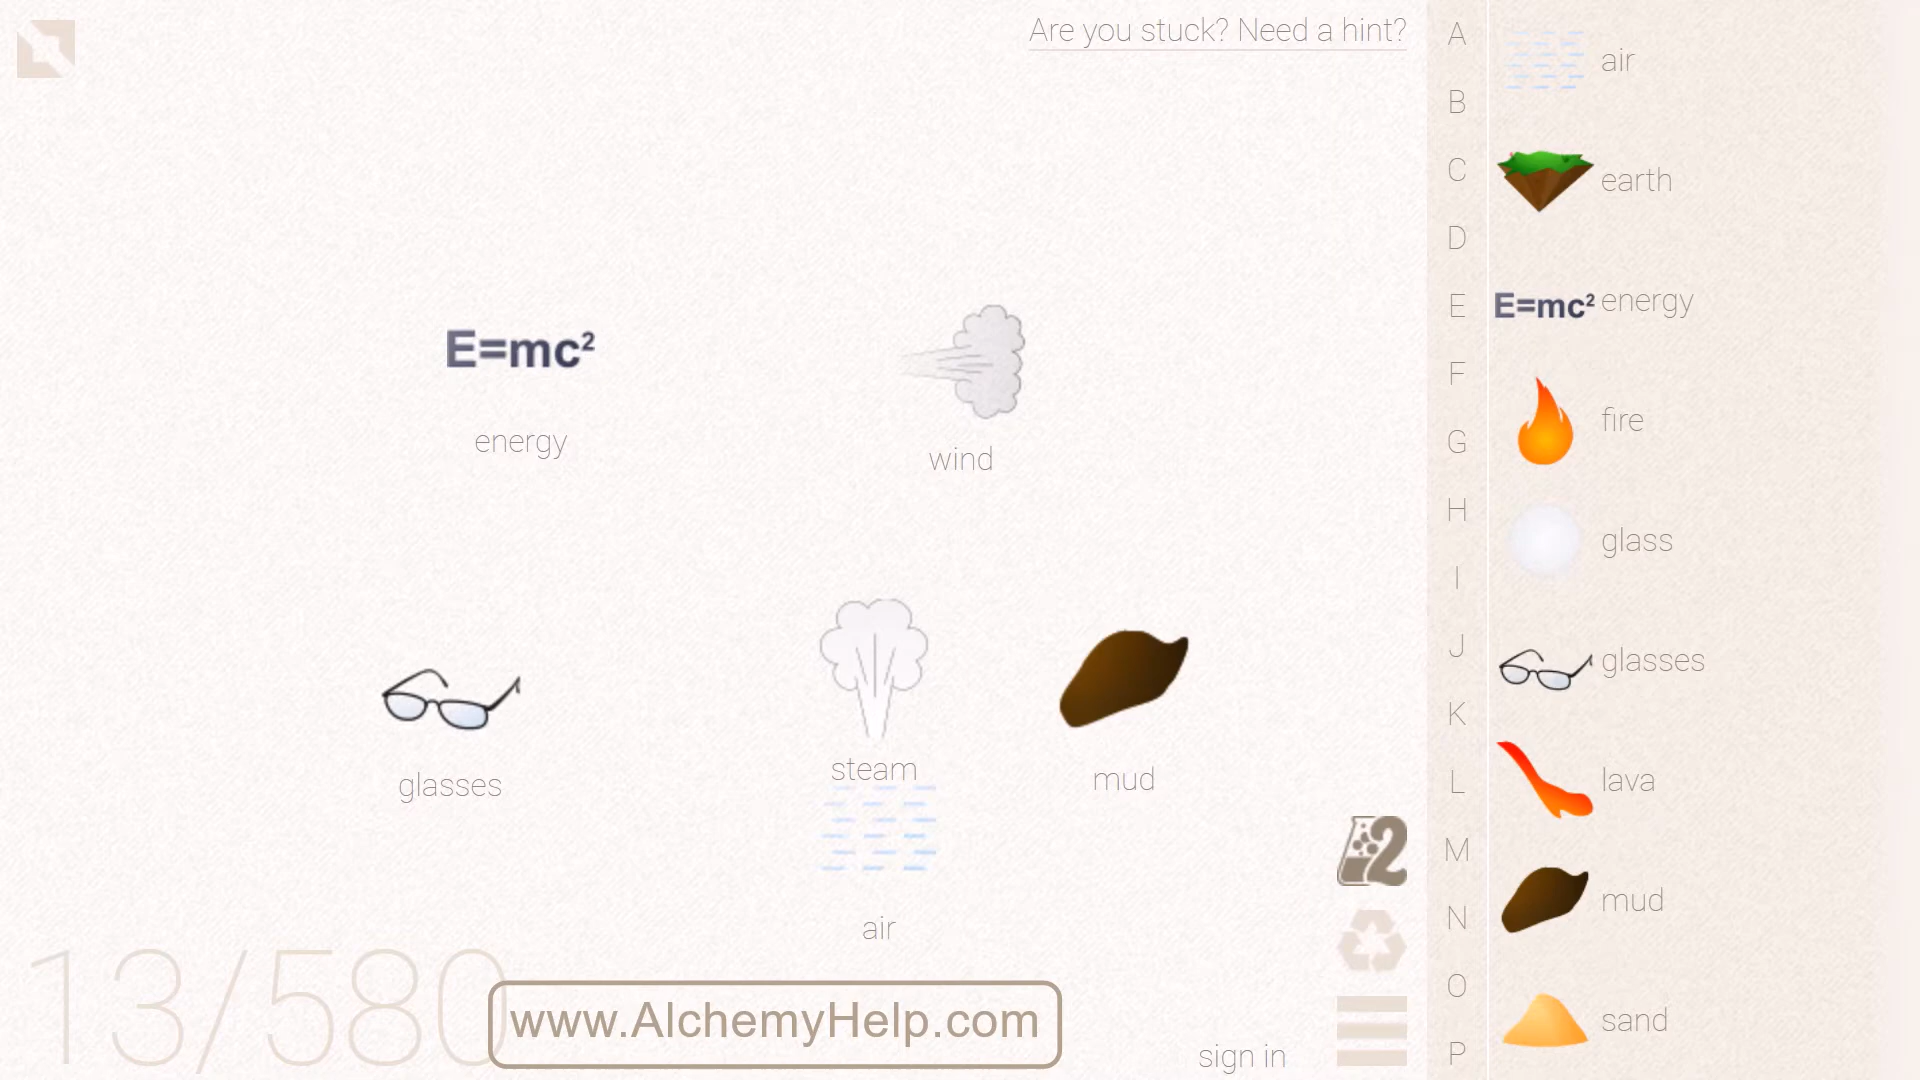 Are you stuck? Need a hint?
A
B
C
D
E
F
G
H
I
J
K
L
M
N
O
P
air
earth
E=mc² energy
fire
glass
glasses
lava
mud
sand
E=mc²
energy
wind
glasses
steam
mud
air
2
13/580
www.AlchemyHelp.com
sign in